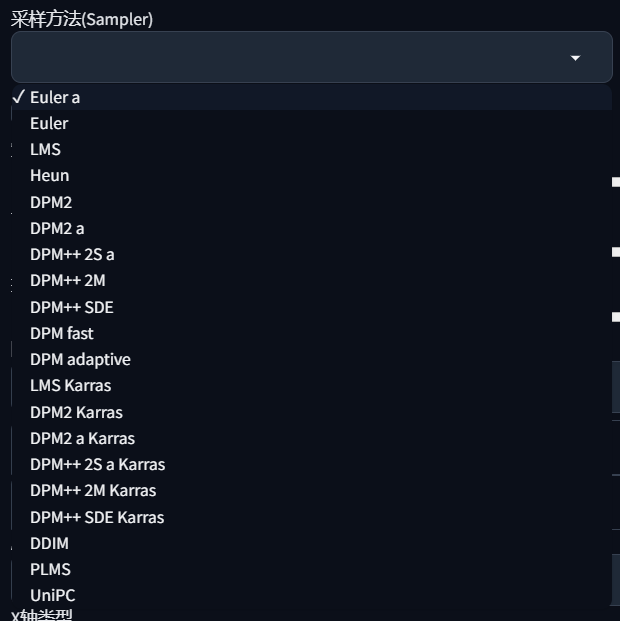 采样方法(Sampler)
✓ Euler a
Euler
LMS
Heun
DPM2
DPM2 a
DPM++ 2S a
DPM++ 2M
DPM++ SDE
DPM fast
DPM adaptive
LMS Karras
DPM2 Karras
DPM2 a Karras
DPM++ 2S a Karras
DPM++ 2M Karras
DPM++ SDE Karras
DDIM
PLMS
UniPC
X轴类型